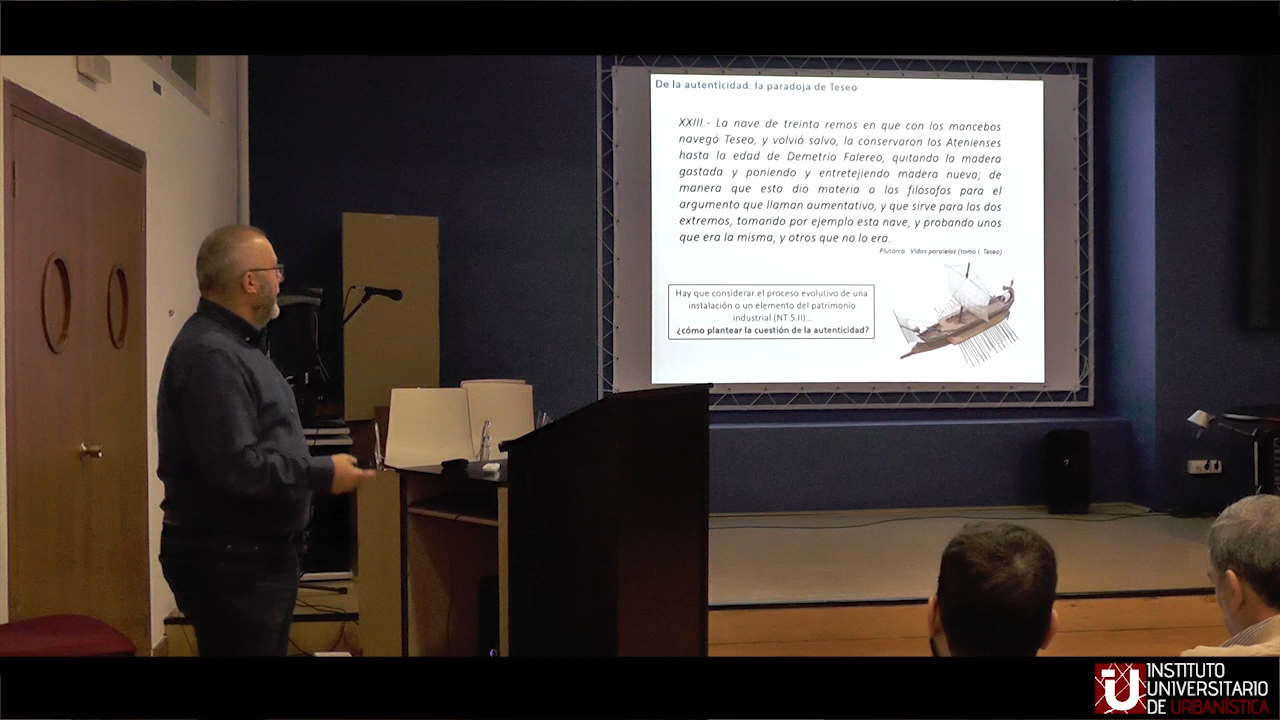 De la autenticidad: la paradoja de Teseo
XXIII.- La nave de treinta remos en que con los mancebos
navegó Teseo, y volvió salvo, la conservaron los Atenienses
hasta la edad de Demetrio Falereo, quitando la madera
gastada y poniendo y entretejiendo madera nueva; de
manera que esto dio materia a los filósofos para el
argumento que llaman aumentativo, y que sirve para los dos
extremos, tomando por ejemplo esta nave, y probando unos
que era la misma, y otros que no lo era.
Plutarco Vidas paralelas (tomo I. Teseo)
Hay que considerar el proceso evolutivo de una
instalación o un elemento del patrimonio
industrial (NT 5.II)...
¿cómo plantear la cuestión de la autenticidad?
iU INSTITUTO
UNIVERSITARIO
DE URBANÍSTICA